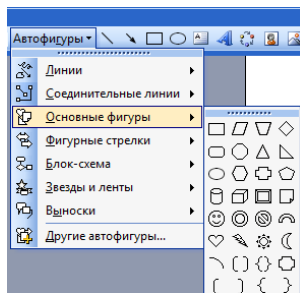 Автофигуры
Линии
Соединительные линии
Основные фигуры
Фигурные стрелки
Блок-схема
Звезды и ленты
Выноски
Другие автофигуры...